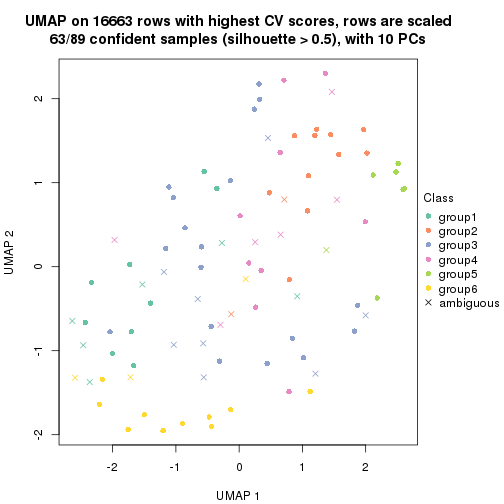 UMAP on 16663 rows with highest CV scores, rows are scaled
63/89 confident samples (silhouette > 0.5), with 10 PCs
2
1
0
-1
-2
UMAP 2
-2
-1
0
1
2
UMAP 1
Class
group1
group2
group3
group4
group5
group6
ambiguous